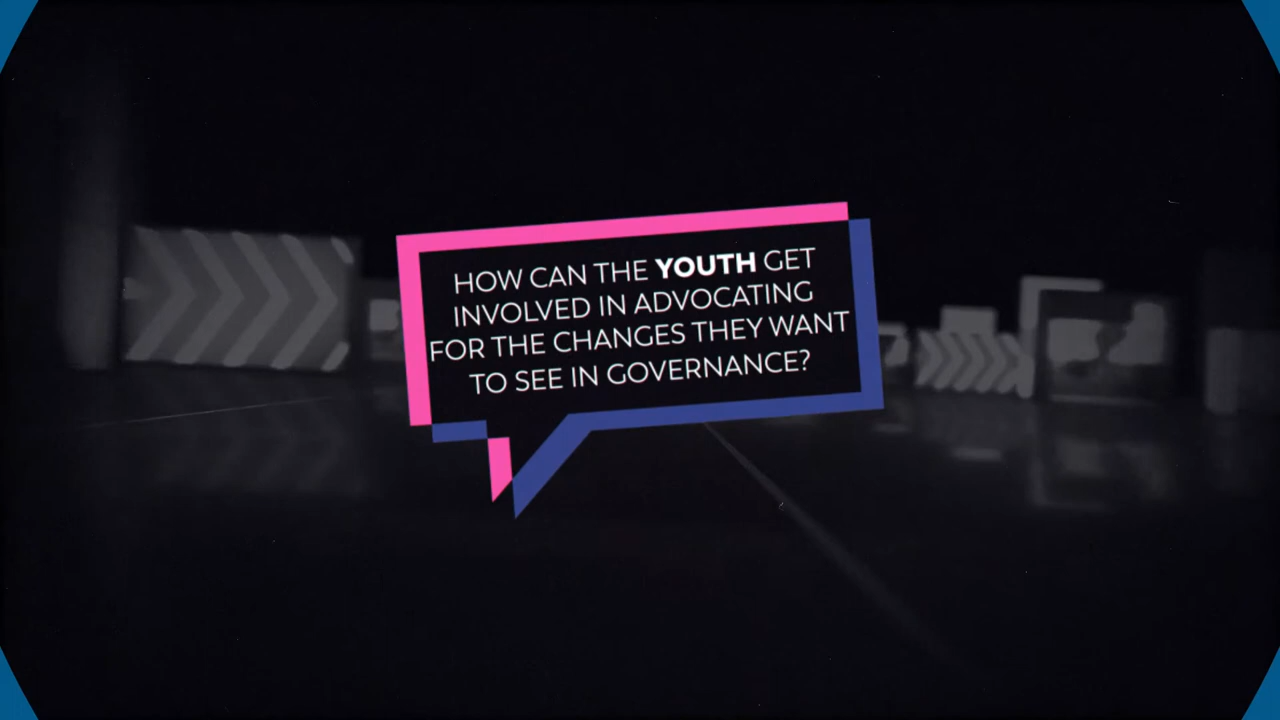 HOW CAN THE YOUTH GET
INVOLVED IN ADVOCATING
FOR THE CHANGES THEY WANT
TO SEE IN GOVERNANCE?